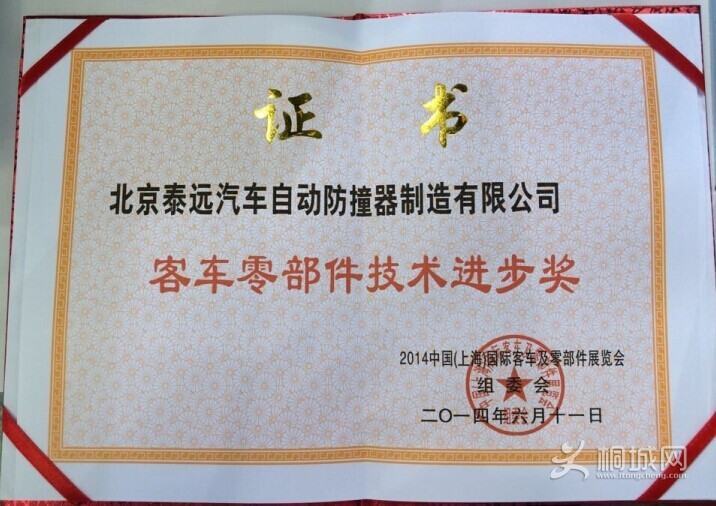 证书
北京泰远汽车自动防撞器制造有限公司
客车零部件技术进步奖
2014中国(上海)国际客车及零部件展览会
组委会
二〇一四年六月十一日
桐城网
www.itongcheng.com